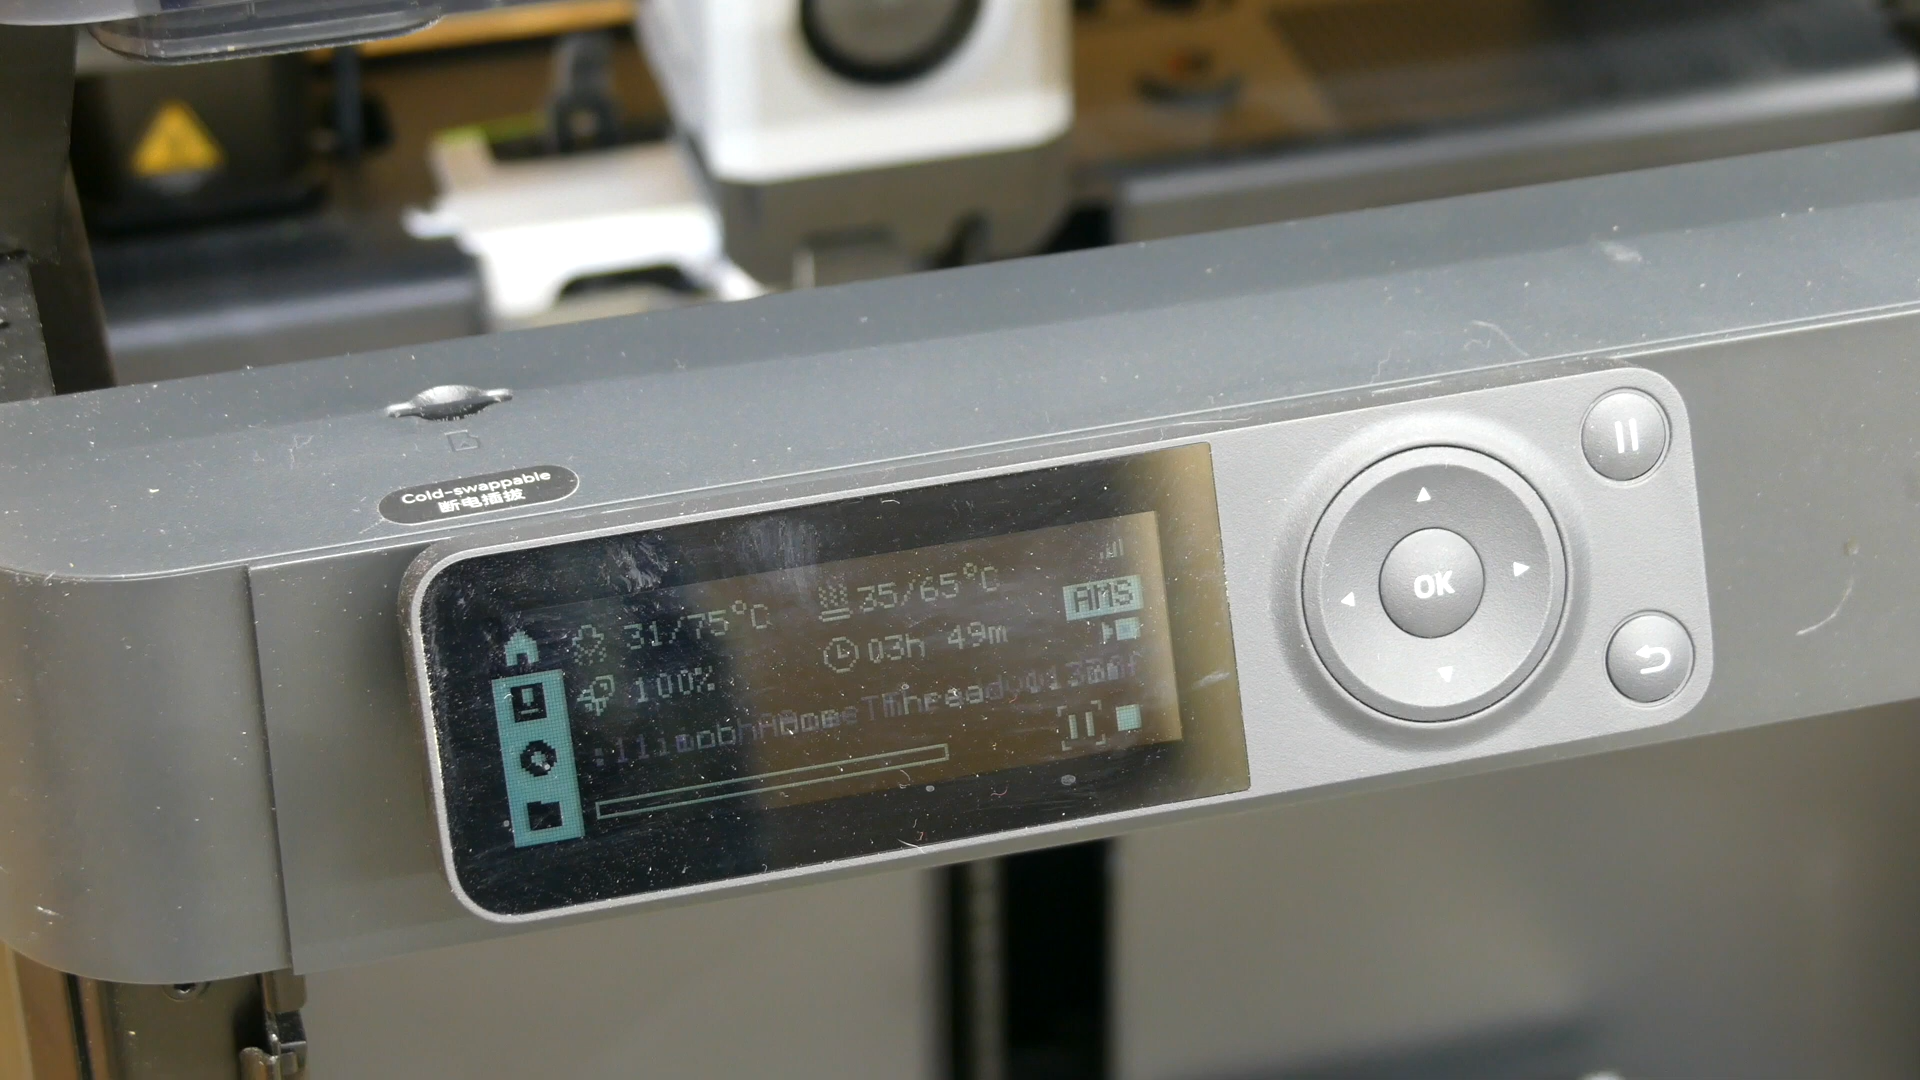 Cold-swappable
断电插拔
31/75°C
35/65°C
AMS
100%
03h 49m
OK